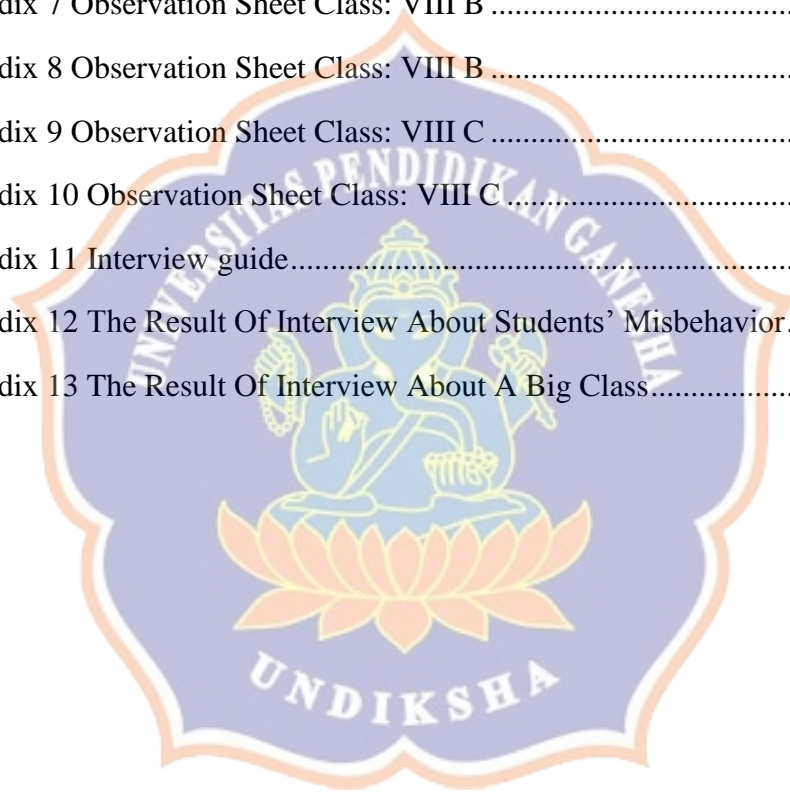 dix 7 Observation Sheet Class: VIII B ..............................................
dix 8 Observation Sheet Class: VIII B ..............................................
dix 9 Observation Sheet Class: VIII C ..............................................
dix 10 Observation Sheet Class: VIII C ............................................
dix 11 Interview guide.......................................................................
dix 12 The Result Of Interview About Students’ Misbehavior.
dix 13 The Result Of Interview About A Big Class....................
UNIVERSITAS PENDIDIKAN GANESHA
UNDIKSHA